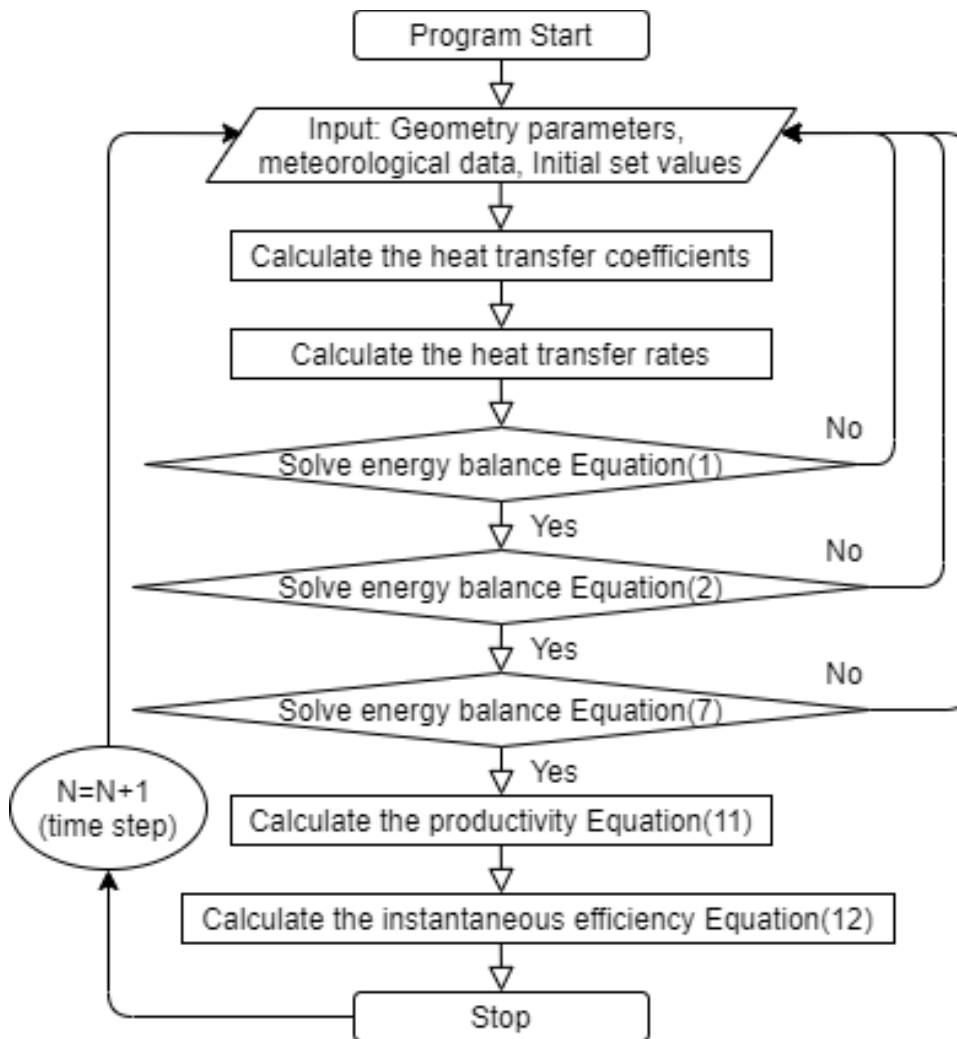 Program Start
Input: Geometry parameters,
meteorological data, Initial set values
Calculate the heat transfer coefficients
Calculate the heat transfer rates
No
Solve energy balance Equation(1)
Yes
No
Solve energy balance Equation(2)
Yes
No
Solve energy balance Equation(7)
Yes
N=N+1
(time step)
Calculate the productivity Equation(11)
Calculate the instantaneous efficiency Equation(12)
Stop